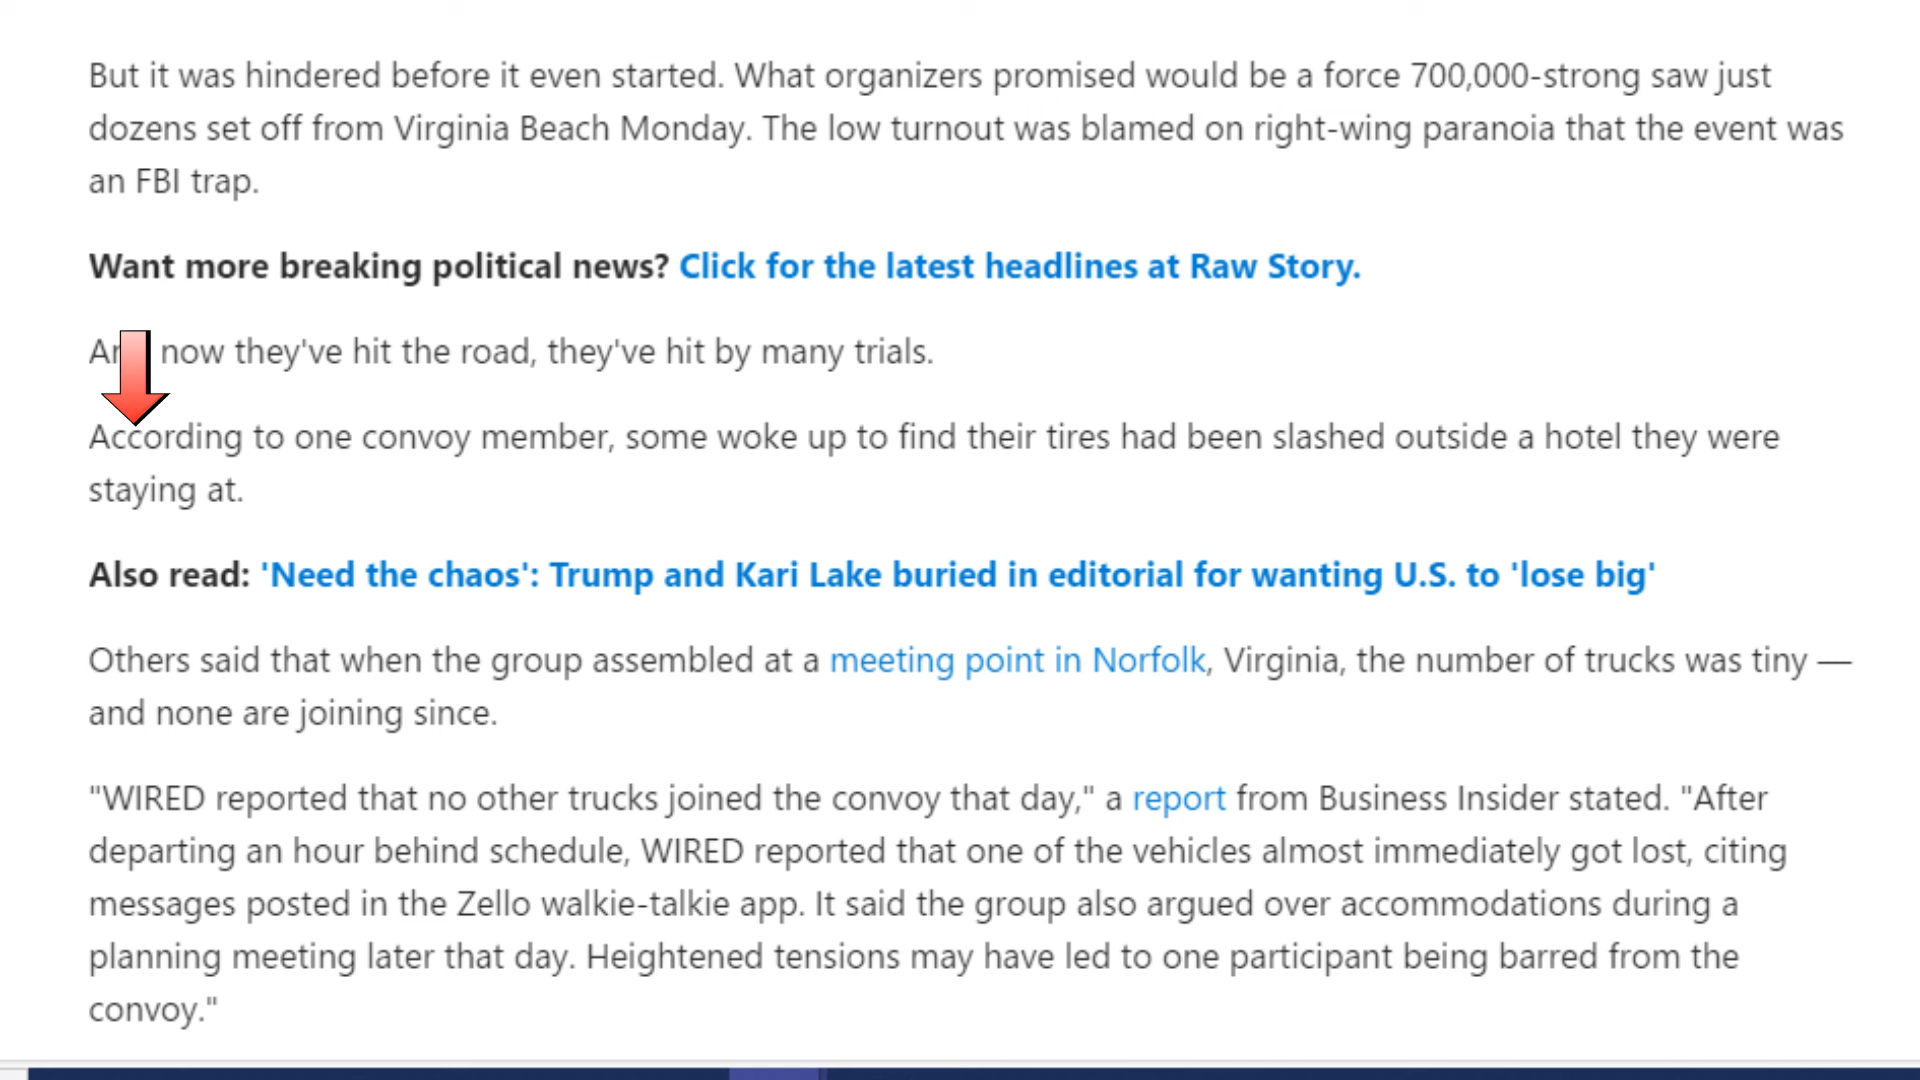 But it was hindered before it even started. What organizers promised would be a force 700,000-strong saw just
dozens set off from Virginia Beach Monday. The low turnout was blamed on right-wing paranoia that the event was
an FBI trap.
Want more breaking political news? Click for the latest headlines at Raw Story.
now they've hit the road, they've hit by many trials.
According to one convoy member, some woke up to find their tires had been slashed outside a hotel they were
staying at.
Also read: 'Need the chaos': Trump and Kari Lake buried in editorial for wanting U.S. to 'lose big'
Others said that when the group assembled at a meeting point in Norfolk, Virginia, the number of trucks was tiny —
and none are joining since.
"WIRED reported that no other trucks joined the convoy that day," a report from Business Insider stated. "After
departing an hour behind schedule, WIRED reported that one of the vehicles almost immediately got lost, citing
messages posted in the Zello walkie-talkie app. It said the group also argued over accommodations during a
planning meeting later that day. Heightened tensions may have led to one participant being barred from the
convoy."